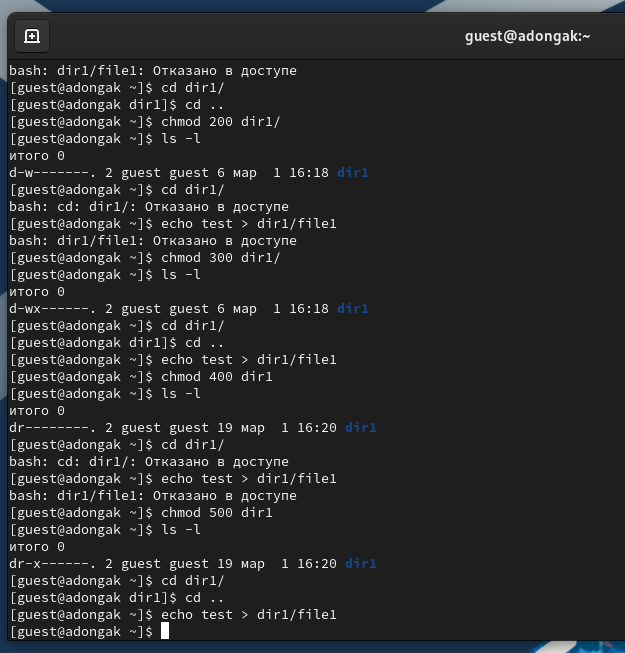 guest@adongak:~
bash: dir1/file1: Отказано в доступе
[guest@adongak ~]$ cd dir1/
[guest@adongak dir1]$ cd ..
[guest@adongak ~]$ chmod 200 dir1/
[guest@adongak ~]$ ls -l
итого 0
d-w-------. 2 guest guest 6 мар  1 16:18 dir1
[guest@adongak ~]$ cd dir1/
bash: cd: dir1/: Отказано в доступе
[guest@adongak ~]$ echo test > dir1/file1
bash: dir1/file1: Отказано в доступе
[guest@adongak ~]$ chmod 300 dir1/
[guest@adongak ~]$ ls -l
итого 0
d-wx------. 2 guest guest 6 мар  1 16:18 dir1
[guest@adongak ~]$ cd dir1/
[guest@adongak dir1]$ cd ..
[guest@adongak ~]$ echo test > dir1/file1
[guest@adongak ~]$ chmod 400 dir1
[guest@adongak ~]$ ls -l
итого 0
dr--------. 2 guest guest 19 мар  1 16:20 dir1
[guest@adongak ~]$ cd dir1/
bash: cd: dir1/: Отказано в доступе
[guest@adongak ~]$ echo test > dir1/file1
bash: dir1/file1: Отказано в доступе
[guest@adongak ~]$ chmod 500 dir1
[guest@adongak ~]$ ls -l
итого 0
dr-x------. 2 guest guest 19 мар  1 16:20 dir1
[guest@adongak ~]$ cd dir1/
[guest@adongak dir1]$ cd ..
[guest@adongak ~]$ echo test > dir1/file1
[guest@adongak ~]$